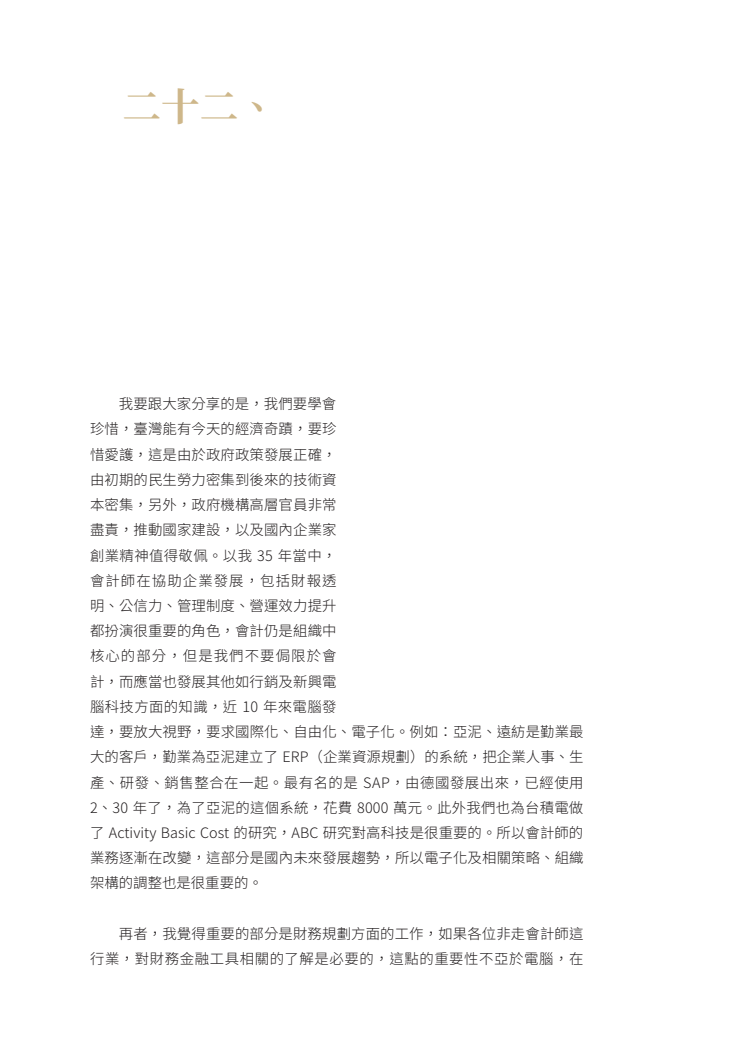 二十二、
我要跟大家分享的是，我們要學會
珍惜，臺灣能有今天的經濟奇蹟，要珍
惜愛護，這是由於政府政策發展正確，
由初期的民生勞力密集到後來的技術資
本密集，另外，政府機構高層官員非常
盡責，推動國家建設，以及國內企業家
創業精神值得敬佩。以我 35 年當中，
會計師在協助企業發展，包括財報透
明、公信力、管理制度、營運效力提升
都扮演很重要的角色，會計仍是組織中
核心的部分，但是我們不要侷限於會
計，而應當也發展其他如行銷及新興電
腦科技方面的知識，近 10 年來電腦發
達，要放大視野，要求國際化、自由化、電子化。例如：亞泥、遠紡是勤業最
大的客戶，勤業為亞泥建立了 ERP（企業資源規劃）的系統，把企業人事、生
產、研發、銷售整合在一起。最有名的是 SAP，由德國發展出來，已經使用
2、30 年了，為了亞泥的這個系統，花費 8000 萬元。此外我們也為台積電做
了 Activity Basic Cost 的研究，ABC 研究對高科技是很重要的。所以會計師的
業務逐漸在改變，這部分是國內未來發展趨勢，所以電子化及相關策略、組織
架構的調整也是很重要的。
再者，我覺得重要的部分是財務規劃方面的工作，如果各位非走會計師這
行業，對財務金融工具相關的了解是必要的，這點的重要性不亞於電腦，在